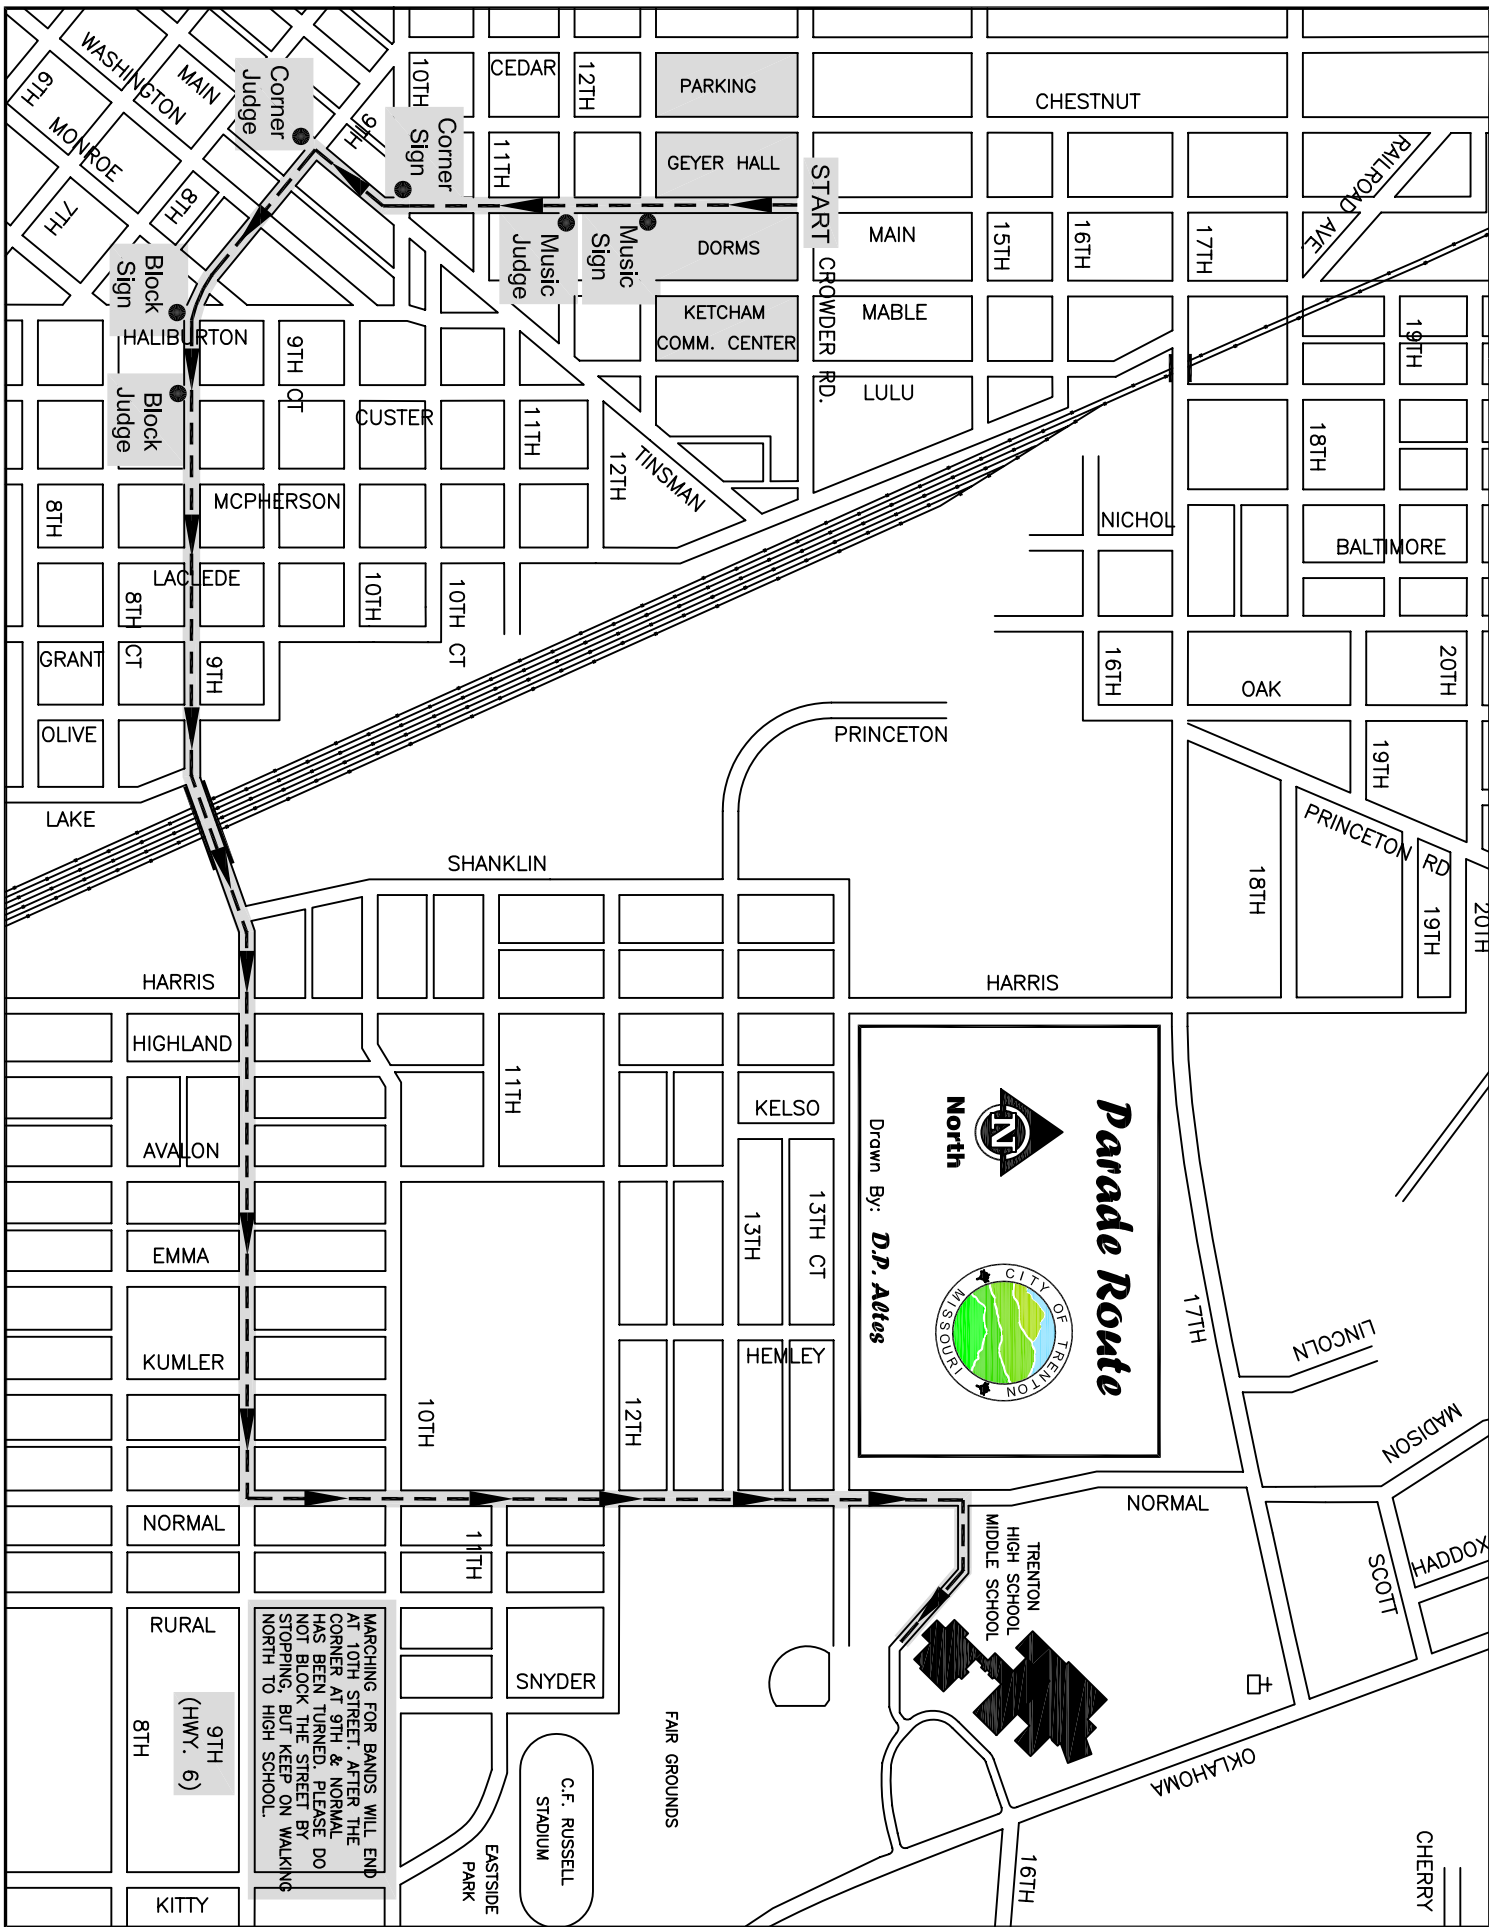 Parade Route
North
N
Drawn By: D.P. Altes
CITY OF TRENTON
MISSOURI
START
CROWDER RD.
PARKING
GEYER HALL
DORMS
KETCHAM
COMM. CENTER
Music
Sign
Music
Judge
Corner
Sign
Corner
Judge
Block
Sign
Block
Judge
CHESTNUT
CEDAR
MAIN
MABLE
LULU
RAILROAD AVE
10TH
11TH
12TH
15TH
16TH
17TH
19TH
18TH
9TH
WASHINGTON
MAIN
MONROE
6TH
7TH
8TH
HALIBURTON
9TH CT
CUSTER
11TH
12TH
TINSMAN
MCPHERSON
8TH
LACLEDE
8TH CT
10TH
10TH CT
GRANT
9TH
OLIVE
LAKE
NICHOL
BALTIMORE
16TH
OAK
20TH
19TH
PRINCETON
PRINCETON RD
18TH
19TH
20TH
SHANKLIN
HARRIS
HARRIS
HIGHLAND
11TH
KELSO
AVALON
13TH
13TH CT
EMMA
KUMLER
HEMLEY
10TH
12TH
17TH
LINCOLN
MADISON
NORMAL
NORMAL
SCOTT
HADDOX
TRENTON
HIGH SCHOOL
MIDDLE SCHOOL
11TH
RURAL
SNYDER
OKLAHOMA
FAIR GROUNDS
C.F. RUSSELL
STADIUM
EASTSIDE
PARK
16TH
CHERRY
8TH
9TH
(HWY. 6)
KITTY
MARCHING FOR BANDS WILL END
AT 10TH STREET. AFTER THE
CORNER AT 9TH & NORMAL
HAS BEEN TURNED. PLEASE DO
NOT BLOCK THE STREET BY
STOPPING, BUT KEEP ON WALKING
NORTH TO HIGH SCHOOL.